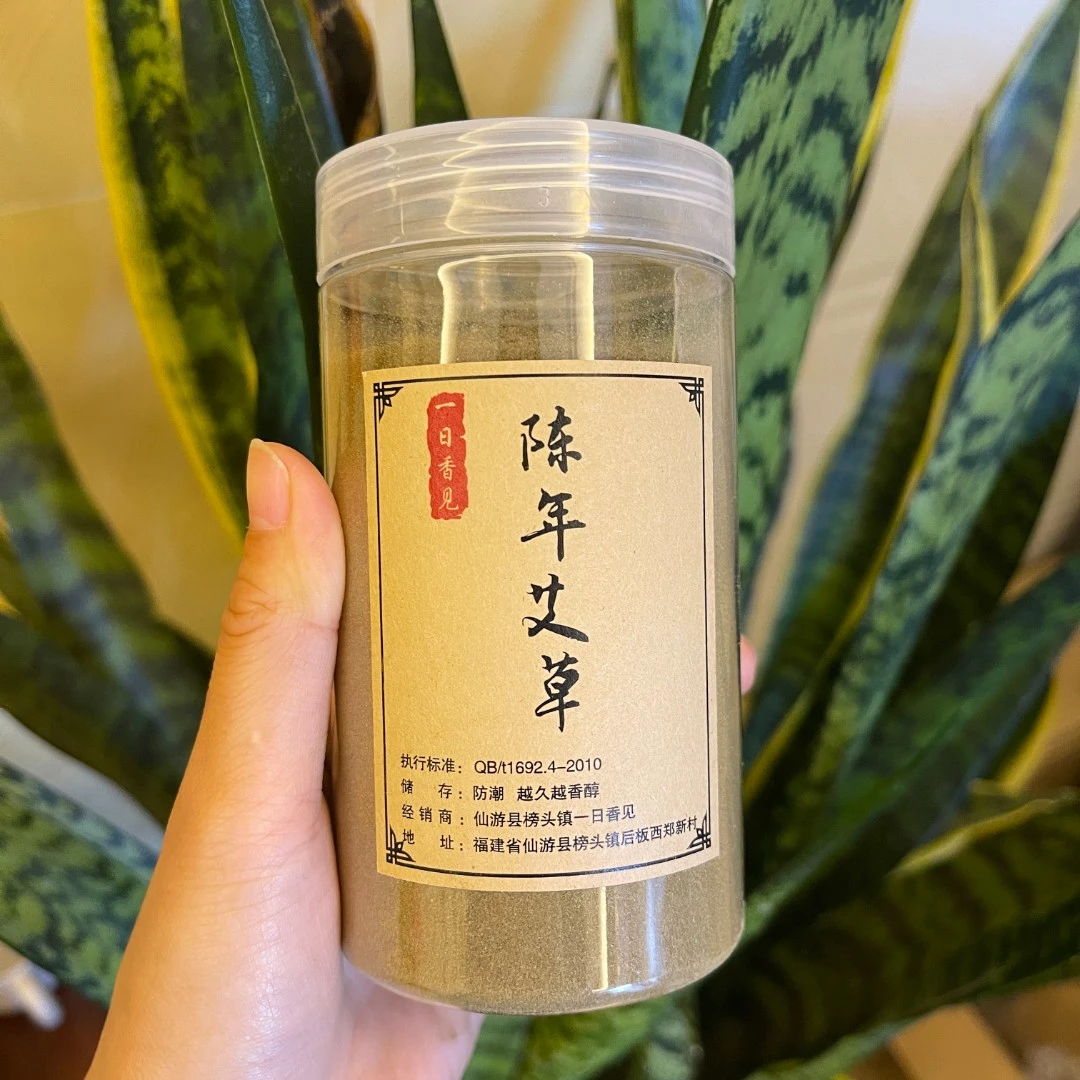 一日香见
陈年艾草
执行标准：QB/t1692.4-2010
储 存：防潮 越久越香醇
经销商：仙游县榜头镇一日香见
地 址：福建省仙游县榜头镇后板西郑新村
3